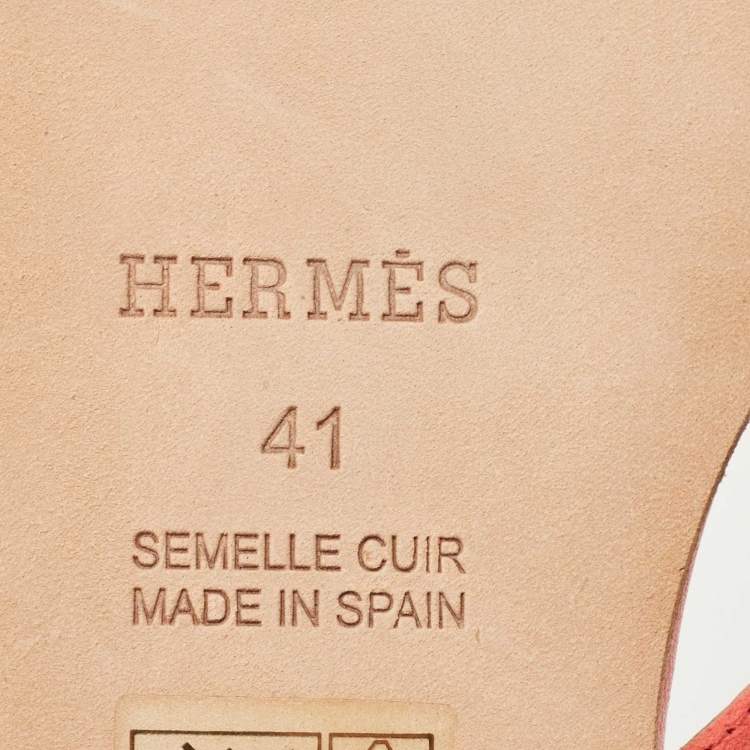 HERMÈS
41
SEMELLE CUIR
MADE IN SPAIN